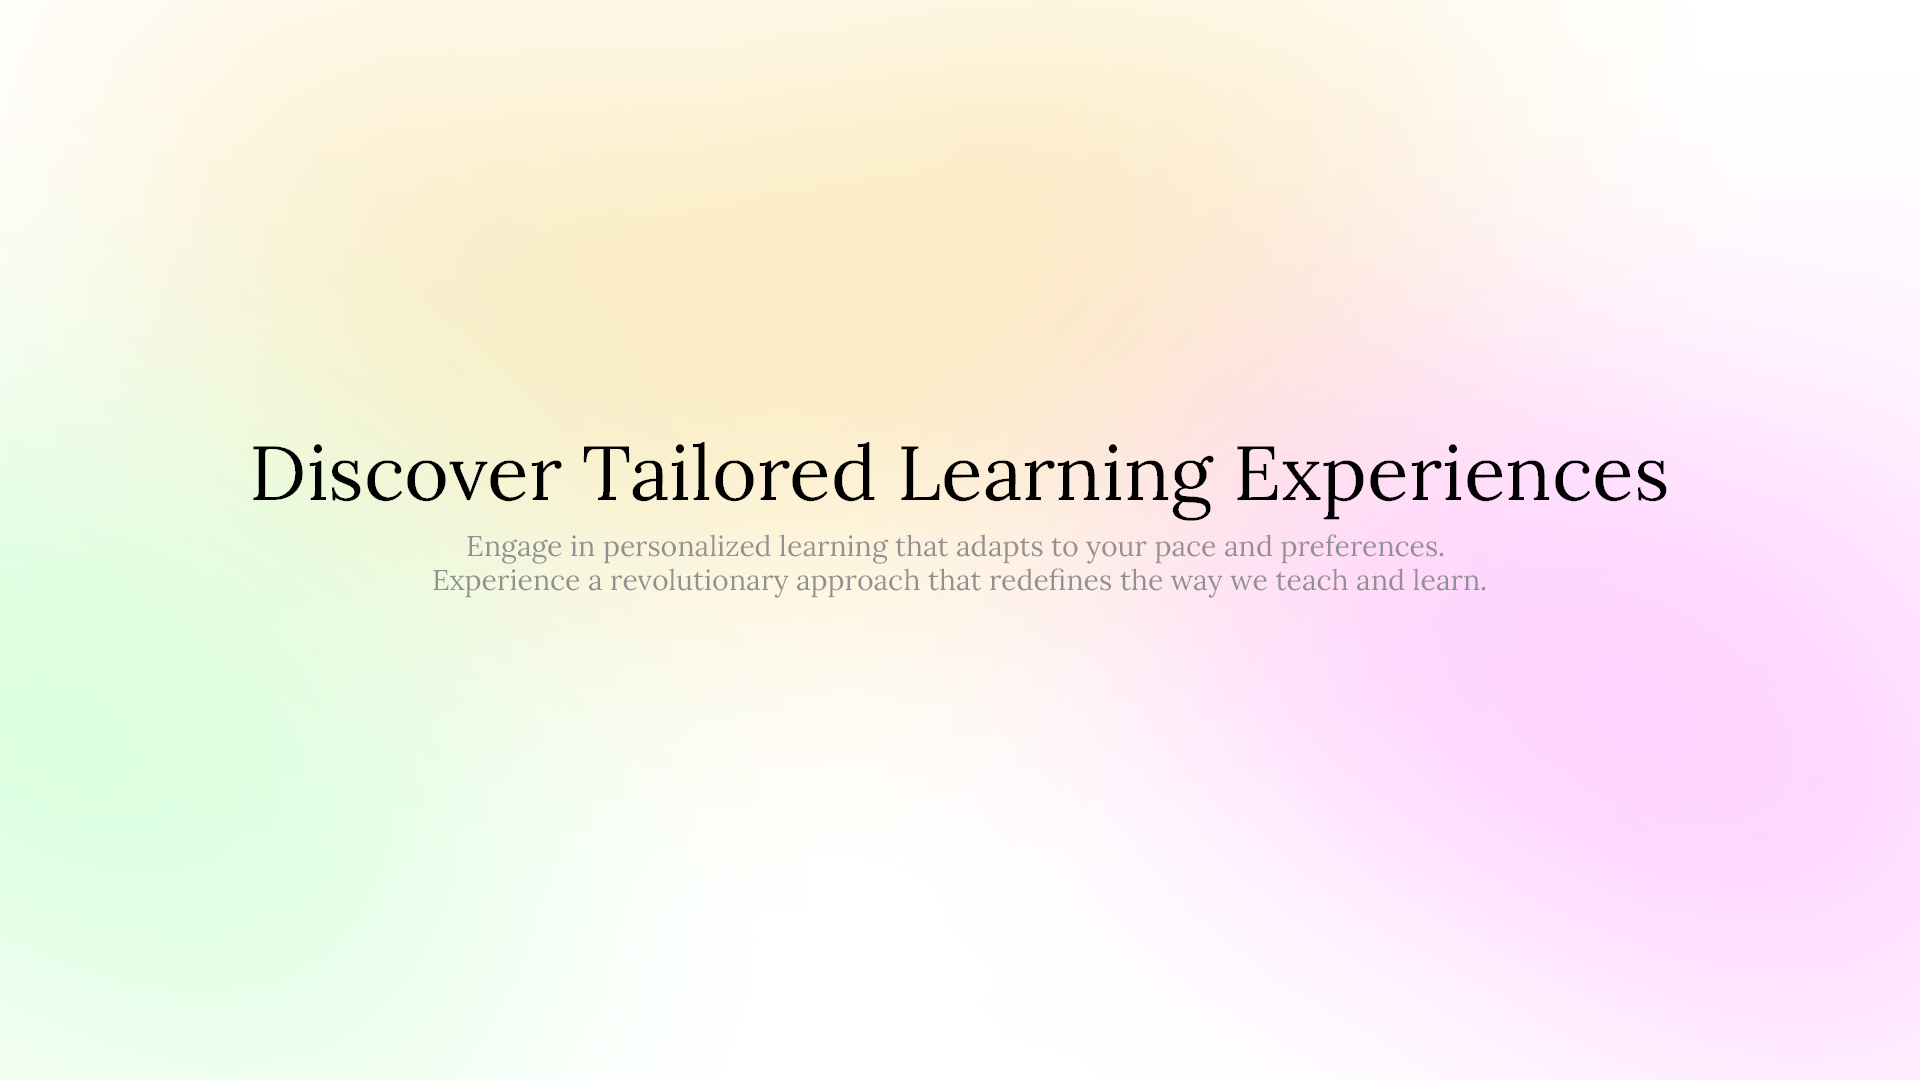 Discover Tailored Learning Experiences
Engage in personalized learning that adapts to your pace and preferences.
Experience a revolutionary approach that redefines the way we teach and learn.